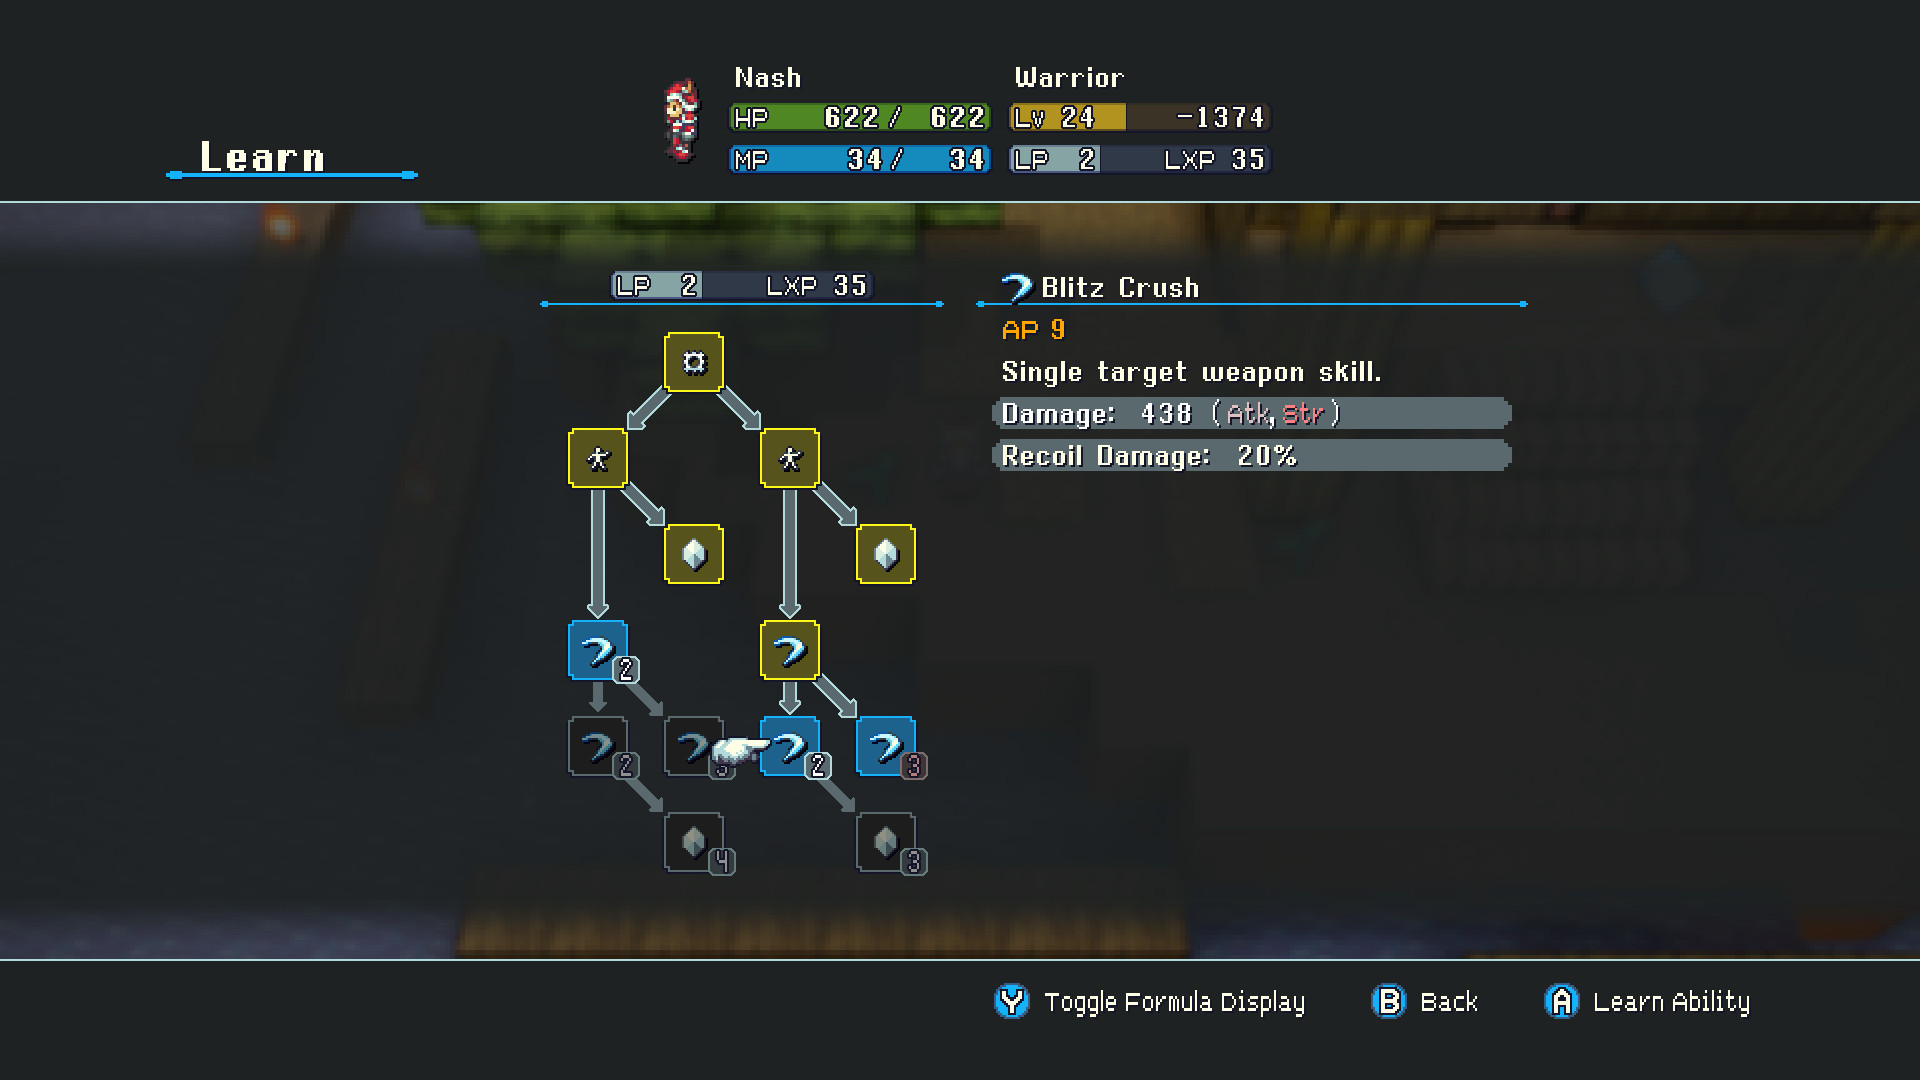 Learn
Nash
HP 622 / 622
MP 34 / 34
Warrior
Lv 24 -1374
LP 2 LXP 35
LP 2 LXP 35
2
2
2
3
4
3
Blitz Crush
AP 9
Single target weapon skill.
Damage: 438 (Atk, Str)
Recoil Damage: 20%
Y Toggle Formula Display
B Back
A Learn Ability